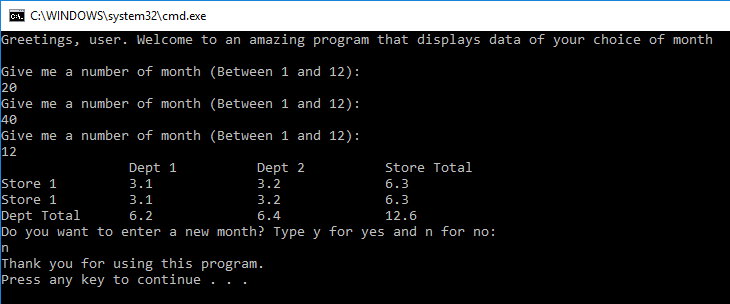 C:\WINDOWS\system32\cmd.exe
Greetings, user. Welcome to an amazing program that displays data of your choice of month
Give me a number of month (Between 1 and 12):
20
Give me a number of month (Between 1 and 12):
40
Give me a number of month (Between 1 and 12):
12
Dept 1 Dept 2 Store Total
Store 1 3.1 3.2 6.3
Store 1 3.1 3.2 6.3
Dept Total 6.2 6.4 12.6
Do you want to enter a new month? Type y for yes and n for no:
n
Thank you for using this program.
Press any key to continue . . .